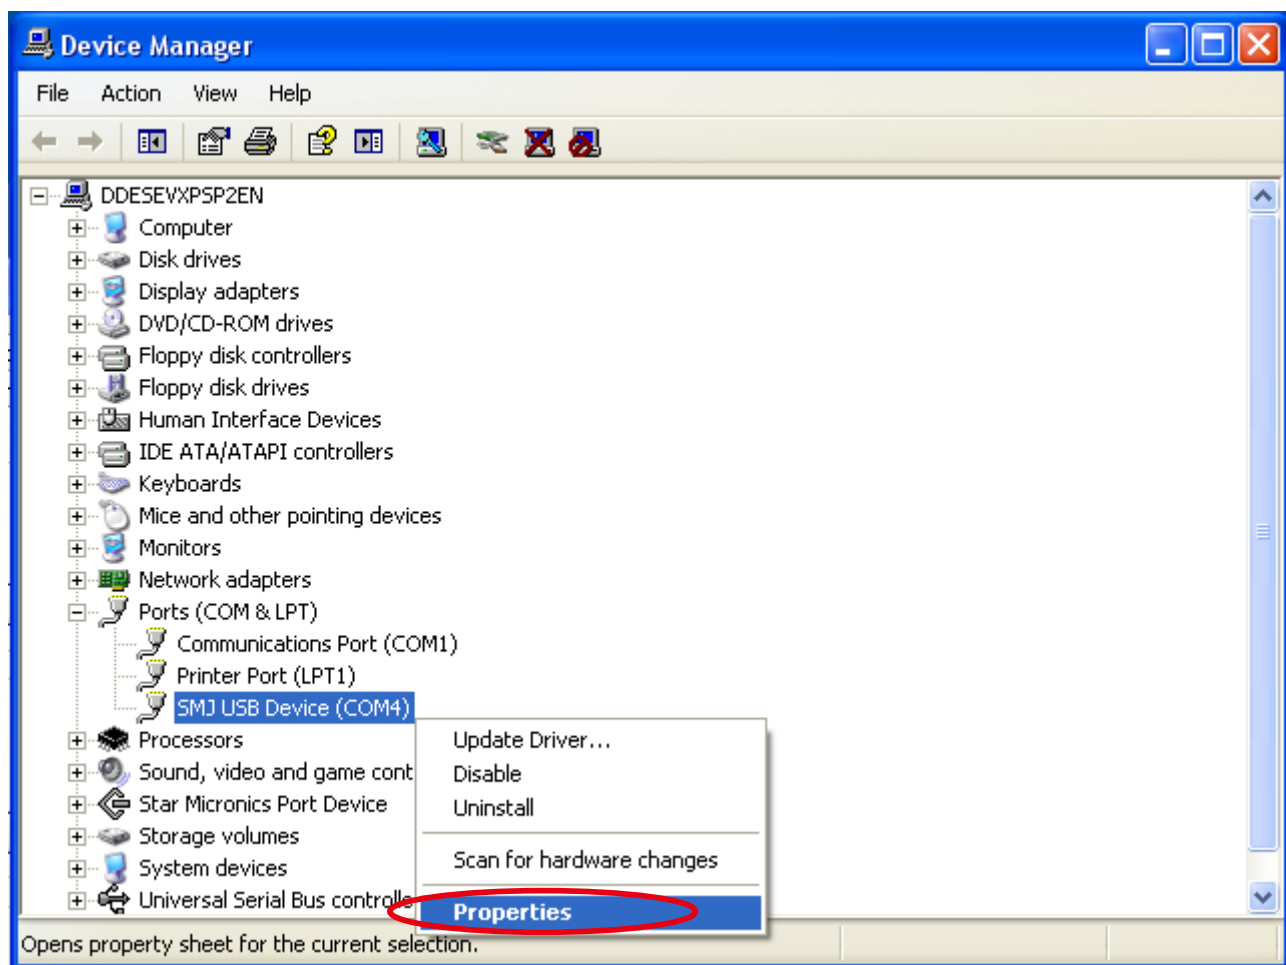 Device Manager
File Action View Help
DDESEVXPSP2EN
Computer
Disk drives
Display adapters
DVD/CD-ROM drives
Floppy disk controllers
Floppy disk drives
Human Interface Devices
IDE ATA/ATAPI controllers
Keyboards
Mice and other pointing devices
Monitors
Network adapters
Ports (COM & LPT)
Communications Port (COM1)
Printer Port (LPT1)
SMJ USB Device (COM4)
Processors
Sound, video and game cont
Star Micronics Port Device
Storage volumes
System devices
Universal Serial Bus controlle
Update Driver...
Disable
Uninstall
Scan for hardware changes
Properties
Opens property sheet for the current selection.